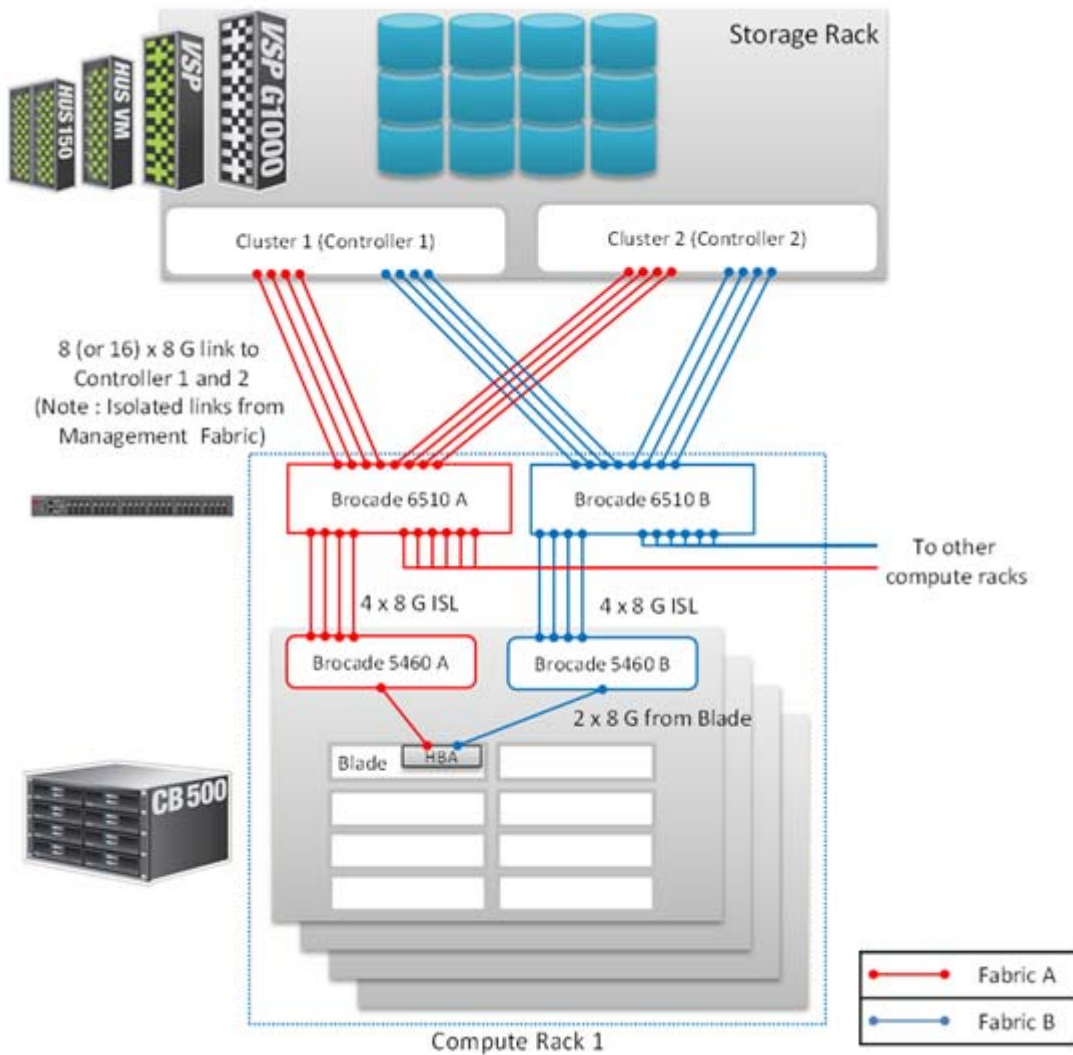 Storage Rack
HUS 150
HUS VM
VSP
VSP G1000
Cluster 1 (Controller 1)
Cluster 2 (Controller 2)
8 (or 16) x 8 G link to
Controller 1 and 2
(Note : Isolated links from
Management Fabric)
Brocade 6510 A
Brocade 6510 B
To other
compute racks
4 x 8 G ISL
4 x 8 G ISL
Brocade 5460 A
Brocade 5460 B
2 x 8 G from Blade
Blade
HBA
CB 500
Fabric A
Fabric B
Compute Rack 1